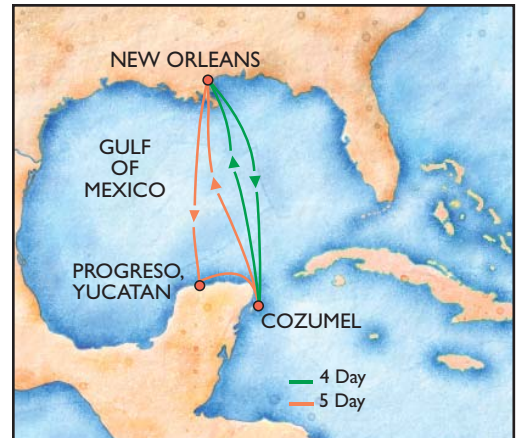 NEW ORLEANS
GULF
OF
MEXICO
PROGRESO,
YUCATAN
COZUMEL
4 Day
5 Day